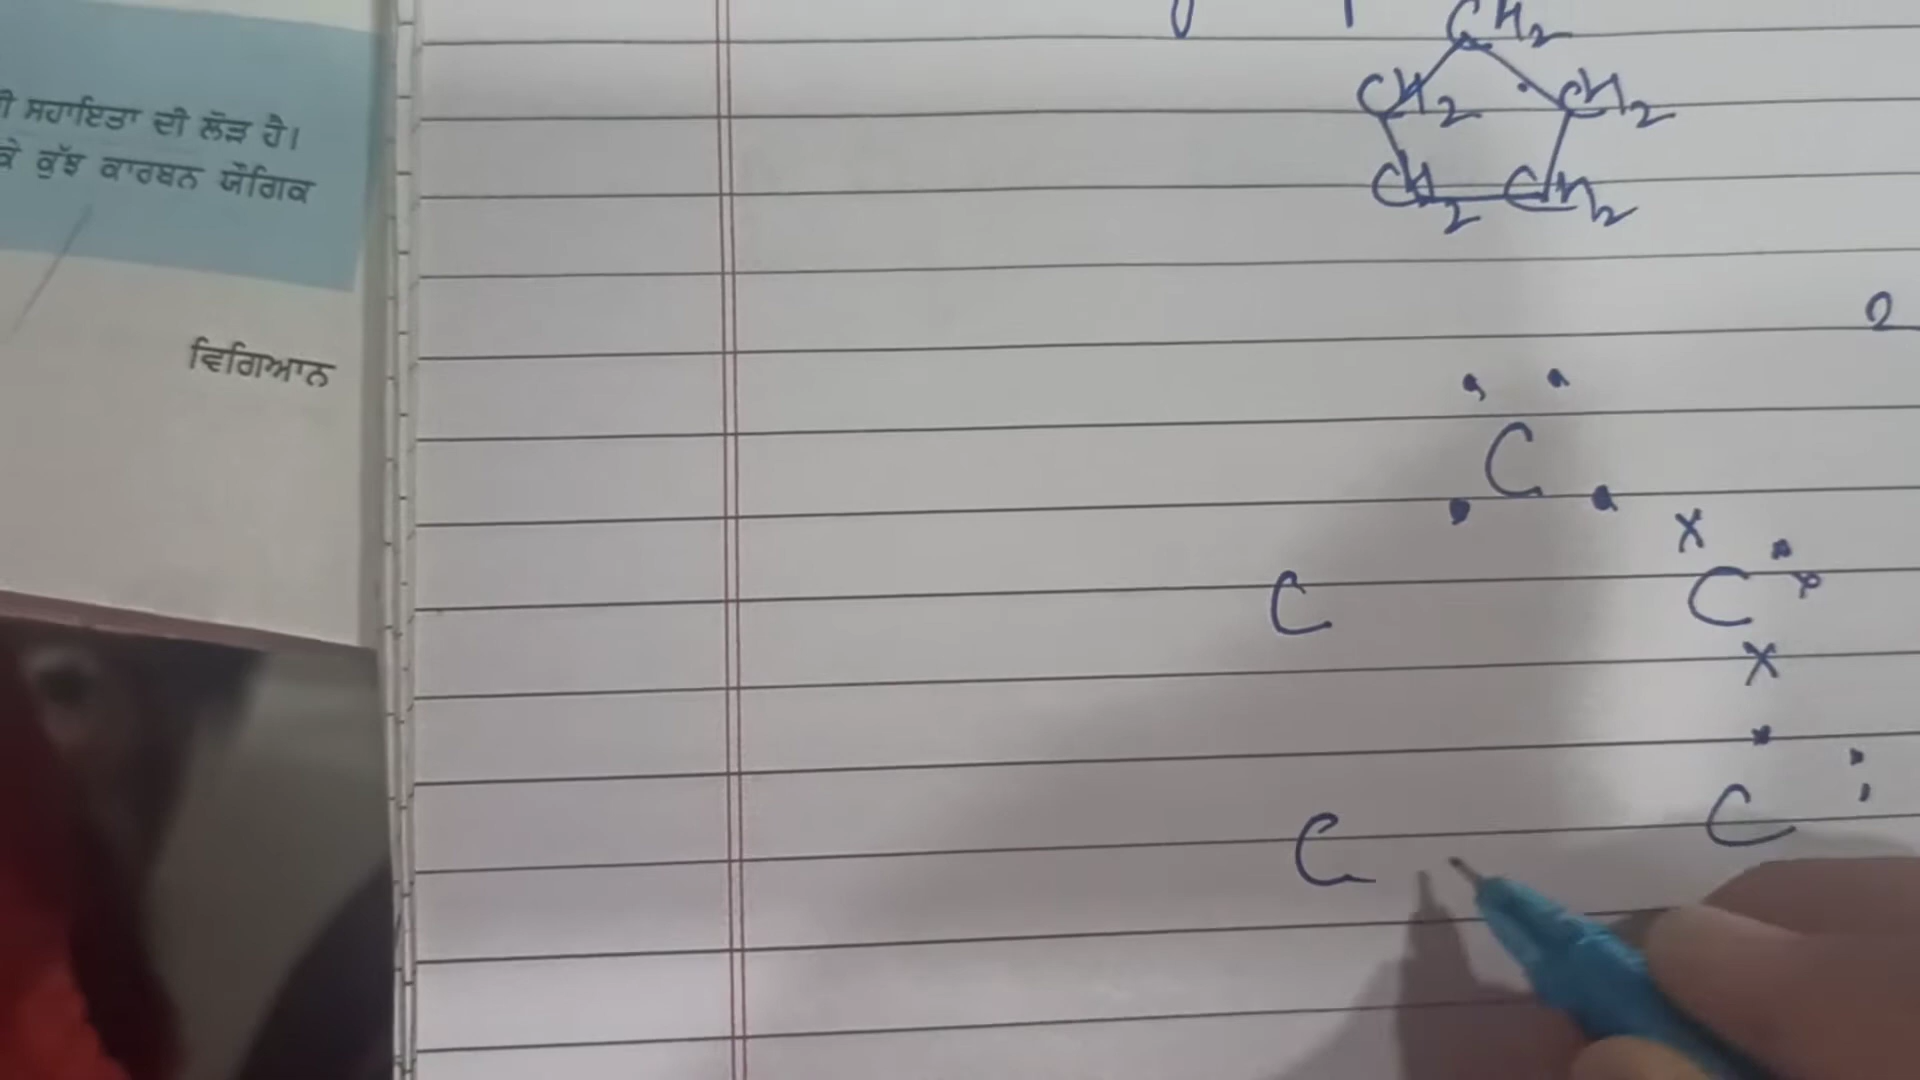 ਸਹਾਇਤਾ ਦੀ ਲੋੜ ਹੈ।
ਕੇ ਕੁੱਝ ਕਾਰਬਨ ਯੌਗਿਕ
ਵਿਗਿਆਨ
CH2
CH2 CH2
CH2 CH2
2
C
C C
C C